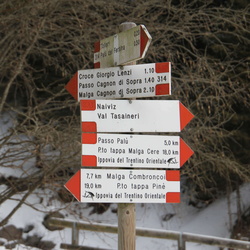 Croce Giorgio Lenzi 1.10
Passo Cagnon di Sopra 1.40 314
Malga Cagnon di Sopra 2.10
Naiviz
Val Tasaineri
Passo Palù 5,0 km
P.to tappa Malga Cere 18,0 km
Ippovia del Trentino Orientale
7,7 km Malga Cambroncoi
19,0 km P.to tappa Pinè
Ippovia del Trentino Orientale